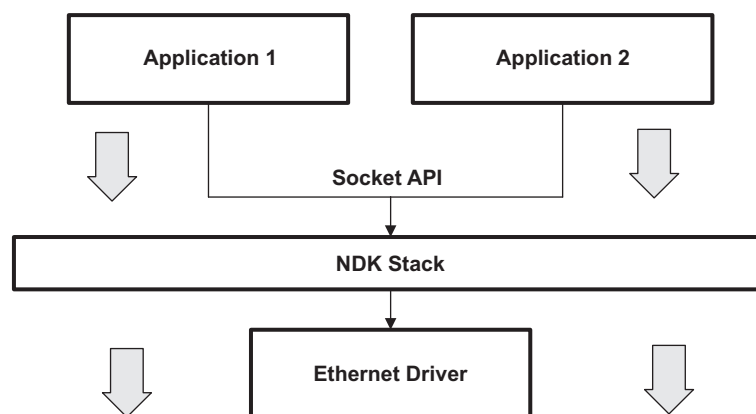 Application 1
Application 2
Socket API
NDK Stack
Ethernet Driver